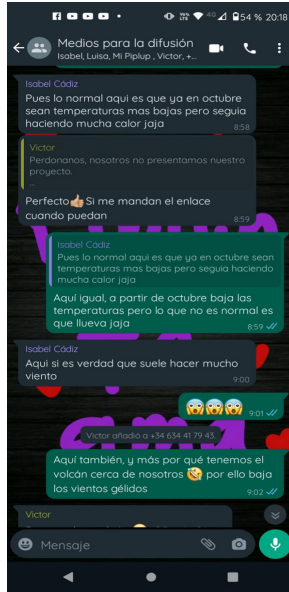 54 % 20:18
Medios para la difusión
Isabel, Luisa, Mi Piplup , Victor, +...
Isabel Cádiz
Pues lo normal aqui es que ya en octubre
sean temperaturas mas bajas pero seguia
haciendo mucha calor jaja
8:58
Victor
Perdonanos, nosotros no presentamos nuestro
proyecto.
..
Perfecto👍🏼Si me mandan el enlace
cuando puedan
8:59
Isabel Cádiz
Pues lo normal aqui es que ya en octubre sean
temperaturas mas bajas pero seguia haciendo
mucha calor jaja
Aquí igual, a partir de octubre baja las
temperaturas pero lo que no es normal es
que llueva jaja
8:59
Isabel Cádiz
Aqui si es verdad que suele hacer mucho
viento
9:00
😱😱😱
9:01
Victor añadió a +34 634 41 79 43.
Aquí también, y más por qué tenemos el
volcán cerca de nosotros 🤣 por ello baja
los vientos gélidos
9:02
Victor
Mensaje